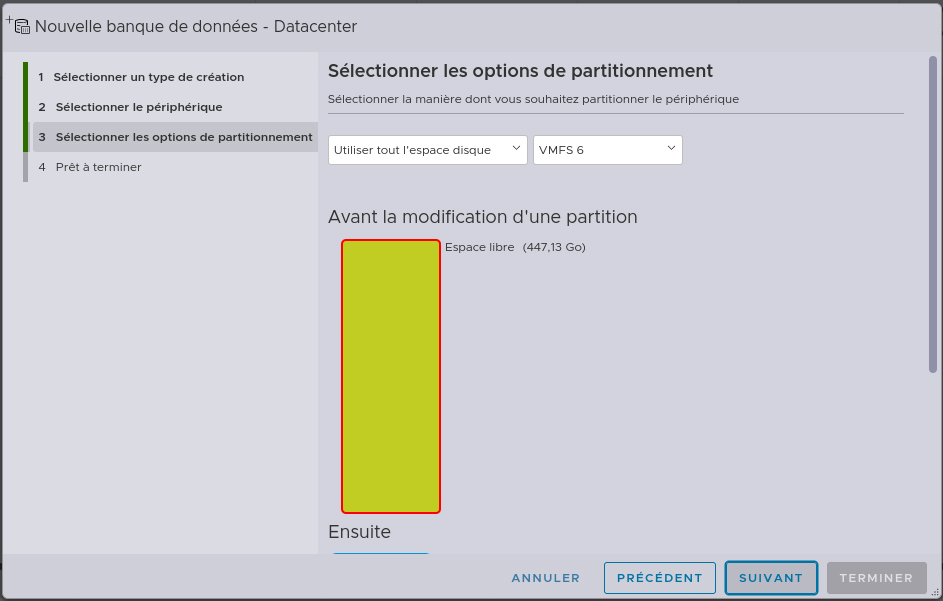 Nouvelle banque de données - Datacenter
1 Sélectionner un type de création
2 Sélectionner le périphérique
3 Sélectionner les options de partitionnement
4 Prêt à terminer
Sélectionner les options de partitionnement
Sélectionner la manière dont vous souhaitez partitionner le périphérique
Utiliser tout l'espace disque
VMFS 6
Avant la modification d'une partition
Espace libre (447,13 Go)
Ensuite
ANNULER
PRÉCÉDENT
SUIVANT
TERMINER